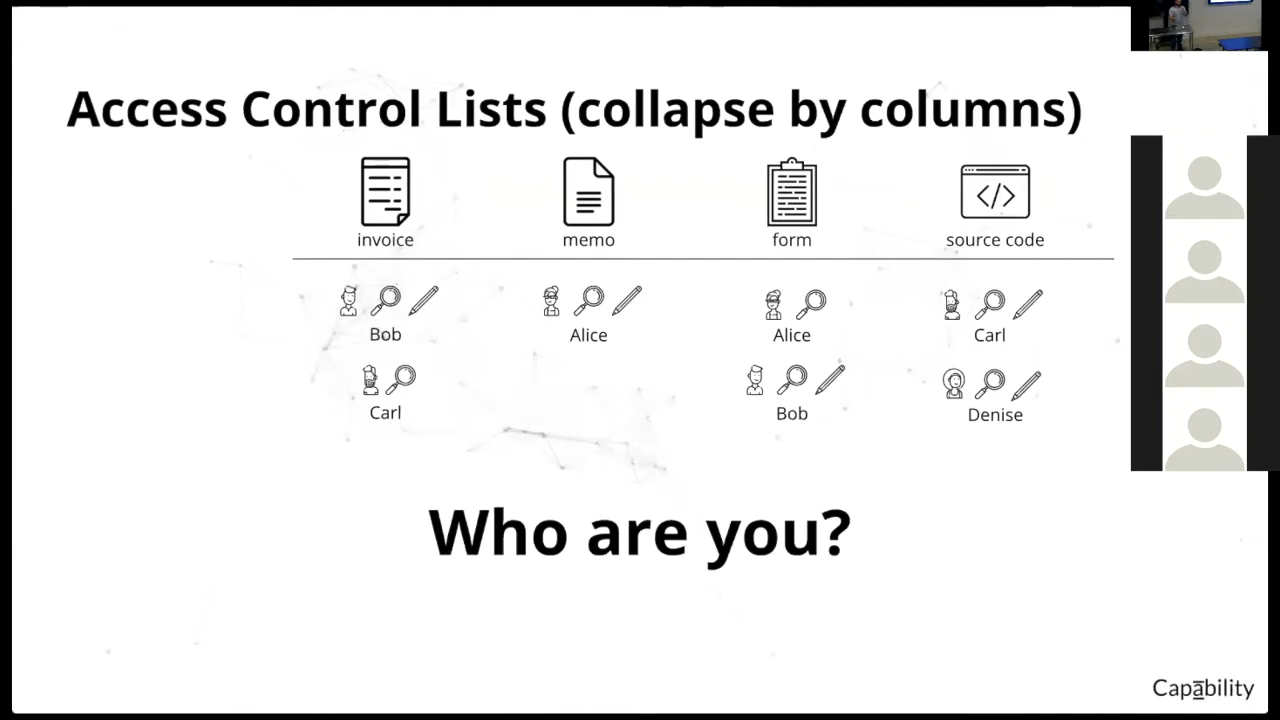 Access Control Lists (collapse by columns)
invoice memo form source code
Bob Alice Alice Carl
Carl Bob Denise
Who are you?
Capability